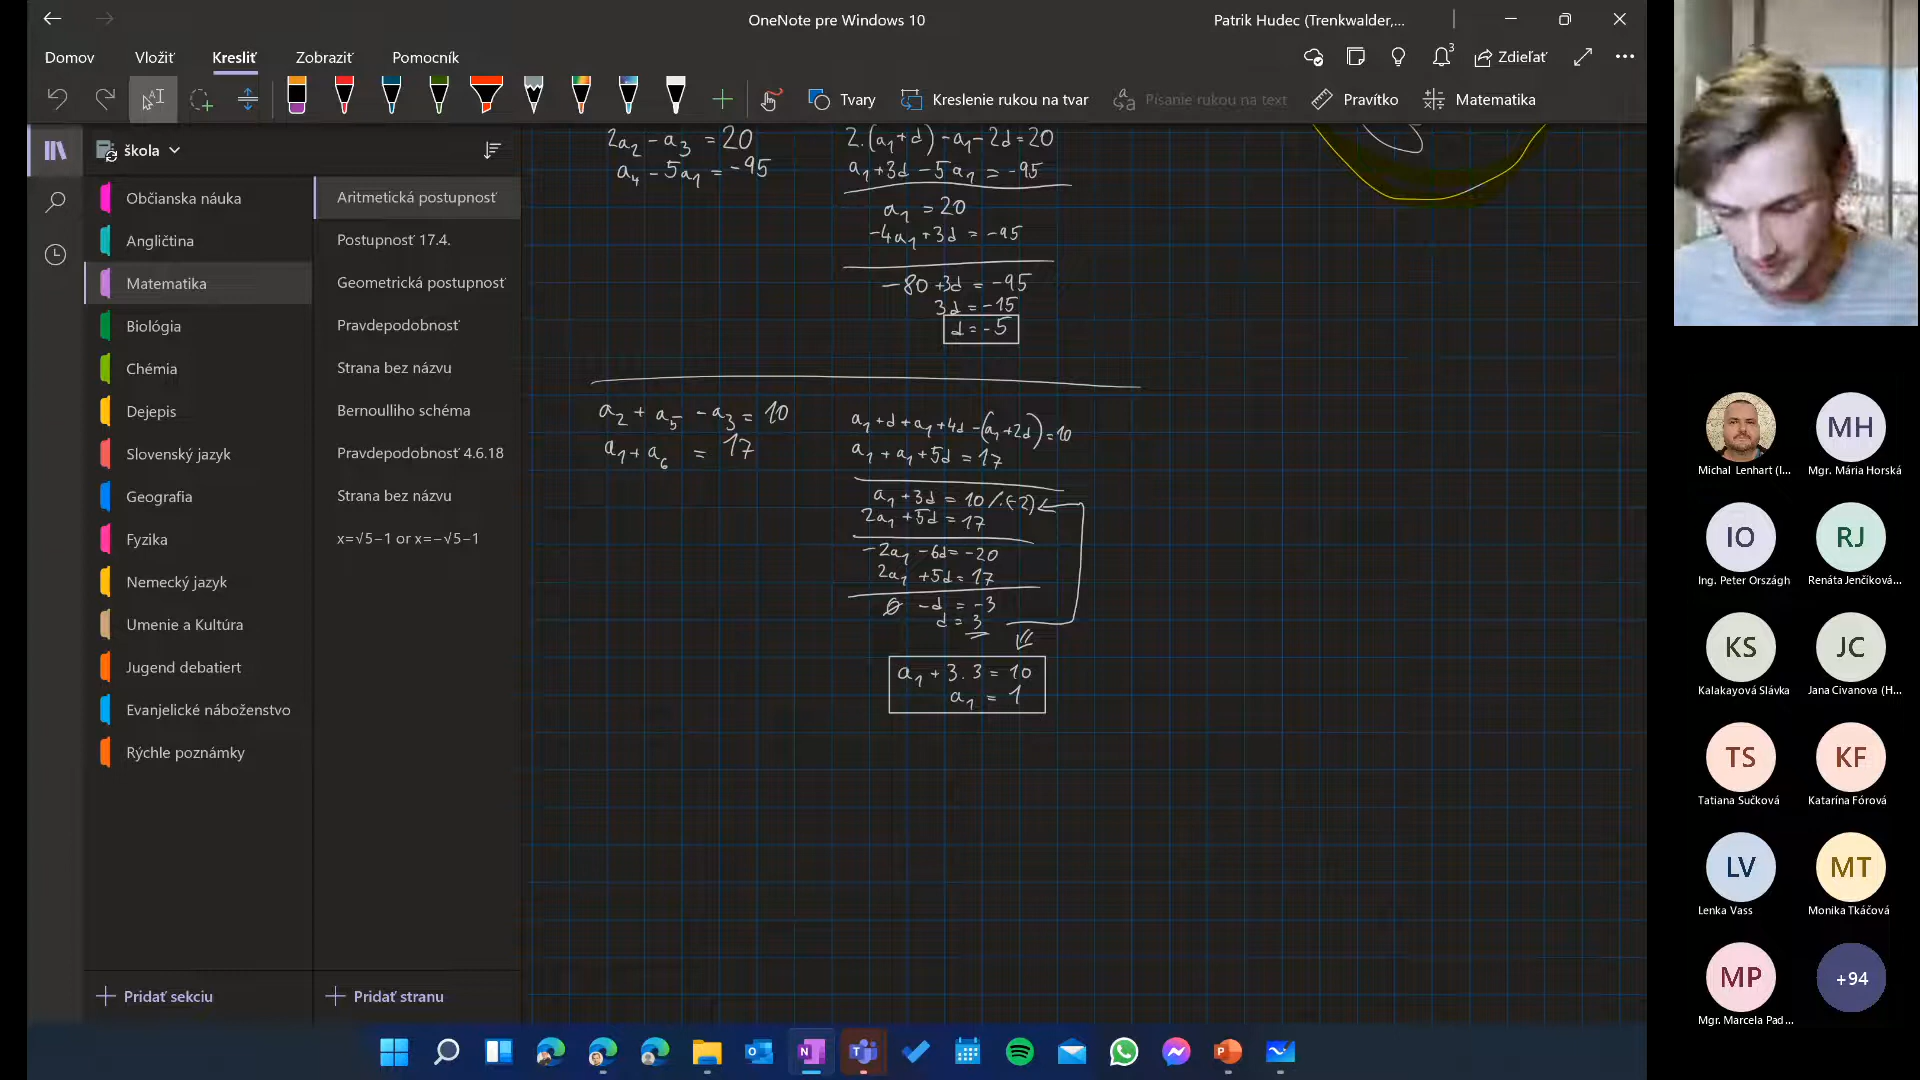 OneNote pre Windows 10
Patrik Hudec (Trenkwalder,...
Domov
Vložiť
Kresliť
Zobraziť
Pomocník
3
Zdieľať
Tvary
Kreslenie rukou na tvar
Písanie rukou na text
Pravítko
Matematika
škola
Občianska náuka
Angličtina
Matematika
Biológia
Chémia
Dejepis
Slovenský jazyk
Geografia
Fyzika
Nemecký jazyk
Umenie a Kultúra
Jugend debatiert
Evanjelické náboženstvo
Rýchle poznámky
Pridať sekciu
Aritmetická postupnosť
Postupnosť 17.4.
Geometrická postupnosť
Pravdepodobnosť
Strana bez názvu
Bernoulliho schéma
Pravdepodobnosť 4.6.18
Strana bez názvu
x=√5−1 or x=−√5−1
Pridať stranu
2a₂ - a₃ = 20
a₄ - 5a₁ = -95
2.(a₁+d) - a₁ - 2d = 20
a₁ + 3d - 5a₁ = -95
a₁ = 20
-4a₁ + 3d = -95
-80 + 3d = -95
3d = -15
d = -5
a₂ + a₅ - a₃ = 10
a₁ + a₆ = 17
a₁ + d + a₁ + 4d - (a₁ + 2d) = 10
a₁ + a₁ + 5d = 17
a₁ + 3d = 10 /.(-2)
2a₁ + 5d = 17
-2a₁ - 6d = -20
2a₁ + 5d = 17
0 -d = -3
d = 3
a₁ + 3.3 = 10
a₁ = 1
Michal Lenhart (I...
MH
Mgr. Mária Horská
IO
Ing. Peter Országh
RJ
Renáta Jenčíková...
KS
Kalakayová Slávka
JC
Jana Civanova (H...
TS
Tatiana Sučková
KF
Katarína Fórová
LV
Lenka Vass
MT
Monika Tkáčová
MP
Mgr. Marcela Pad...
+94